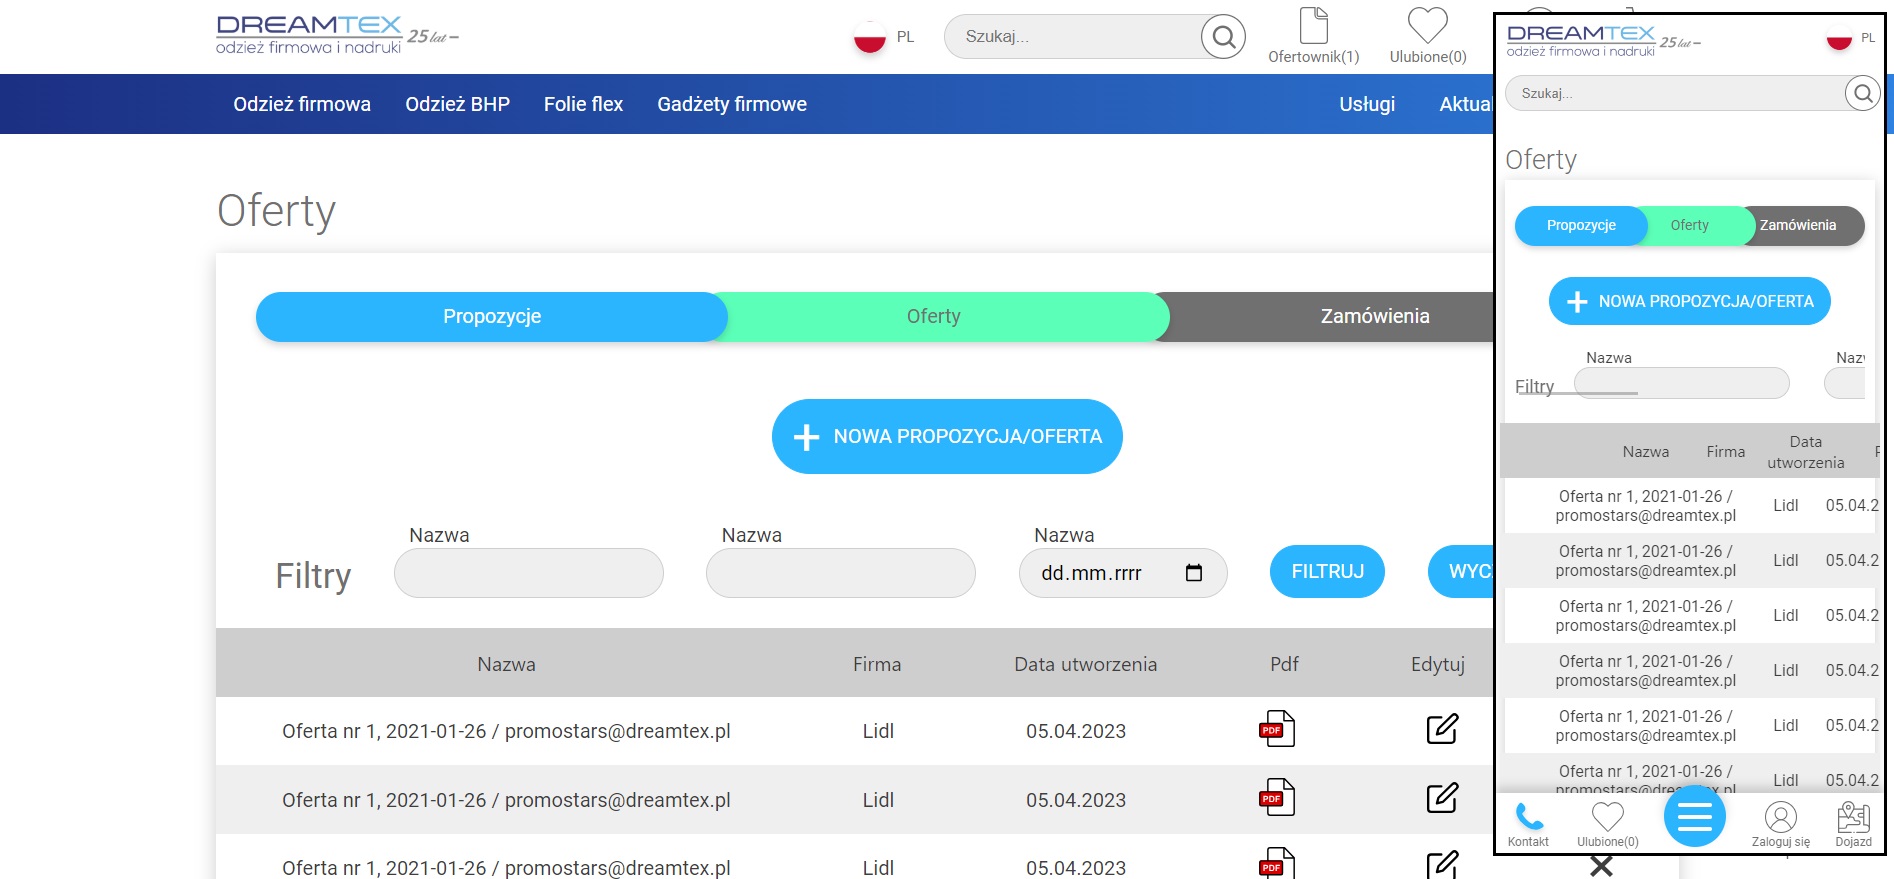 DREAMTEX
odzież firmowa i nadruki
25 lat
PL
Szukaj...
Ofertownik(1)
Ulubione(0)
Odzież firmowa
Odzież BHP
Folie flex
Gadżety firmowe
Usługi
Oferty
Propozycje
Oferty
Zamówienia
NOWA PROPOZYCJA/OFERTA
Filtry
Nazwa
Nazwa
Nazwa
dd.mm.rrrr
FILTRUJ
Nazwa
Firma
Data utworzenia
Pdf
Edytuj
Oferta nr 1, 2021-01-26 / promostars@dreamtex.pl
Lidl
05.04.2023
PDF
Oferta nr 1, 2021-01-26 / promostars@dreamtex.pl
Lidl
05.04.2023
PDF
Oferta nr 1, 2021-01-26 / promostars@dreamtex.pl
Lidl
05.04.2023
PDF
DREAMTEX
odzież firmowa i nadruki
25 lat
PL
Szukaj...
Oferty
Propozycje
Oferty
Zamówienia
NOWA PROPOZYCJA/OFERTA
Filtry
Nazwa
Nazwa
Firma
Data
utworzenia
Oferta nr 1, 2021-01-26 /
promostars@dreamtex.pl
Lidl
05.04.2
Oferta nr 1, 2021-01-26 /
promostars@dreamtex.pl
Lidl
05.04.2
Oferta nr 1, 2021-01-26 /
promostars@dreamtex.pl
Lidl
05.04.2
Oferta nr 1, 2021-01-26 /
promostars@dreamtex.pl
Lidl
05.04.2
Oferta nr 1, 2021-01-26 /
promostars@dreamtex.pl
Lidl
05.04.2
Oferta nr 1, 2021-01-26 /
Lidl
05.04.2
Kontakt
Ulubione(0)
Zaloguj się
Dojazd